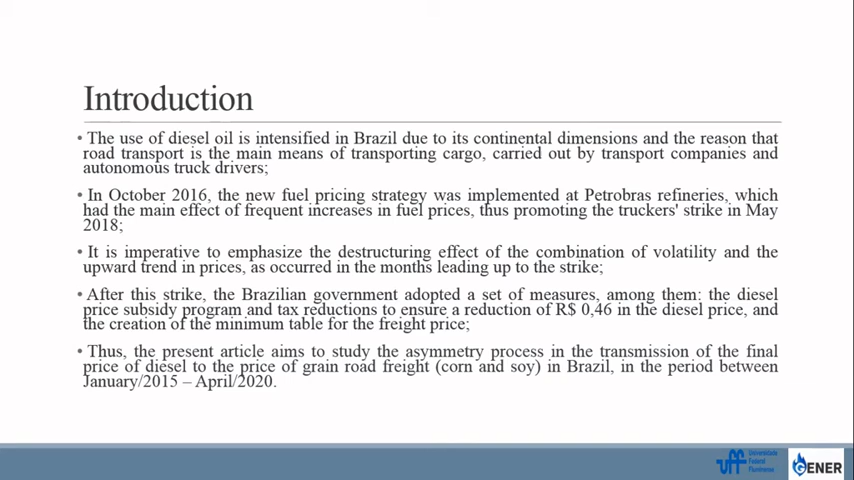 Introduction
• The use of diesel oil is intensified in Brazil due to its continental dimensions and the reason that
road transport is the main means of transporting cargo, carried out by transport companies and
autonomous truck drivers;
• In October 2016, the new fuel pricing strategy was implemented at Petrobras refineries, which
had the main effect of frequent increases in fuel prices, thus promoting the truckers' strike in May
2018;
• It is imperative to emphasize the destructuring effect of the combination of volatility and the
upward trend in prices, as occurred in the months leading up to the strike;
• After this strike, the Brazilian government adopted a set of measures, among them: the diesel
price subsidy program and tax reductions to ensure a reduction of R$ 0,46 in the diesel price, and
the creation of the minimum table for the freight price;
• Thus, the present article aims to study the asymmetry process in the transmission of the final
price of diesel to the price of grain road freight (corn and soy) in Brazil, in the period between
January/2015 – April/2020.
uff
Universidade
Federal
Fluminense
GENER